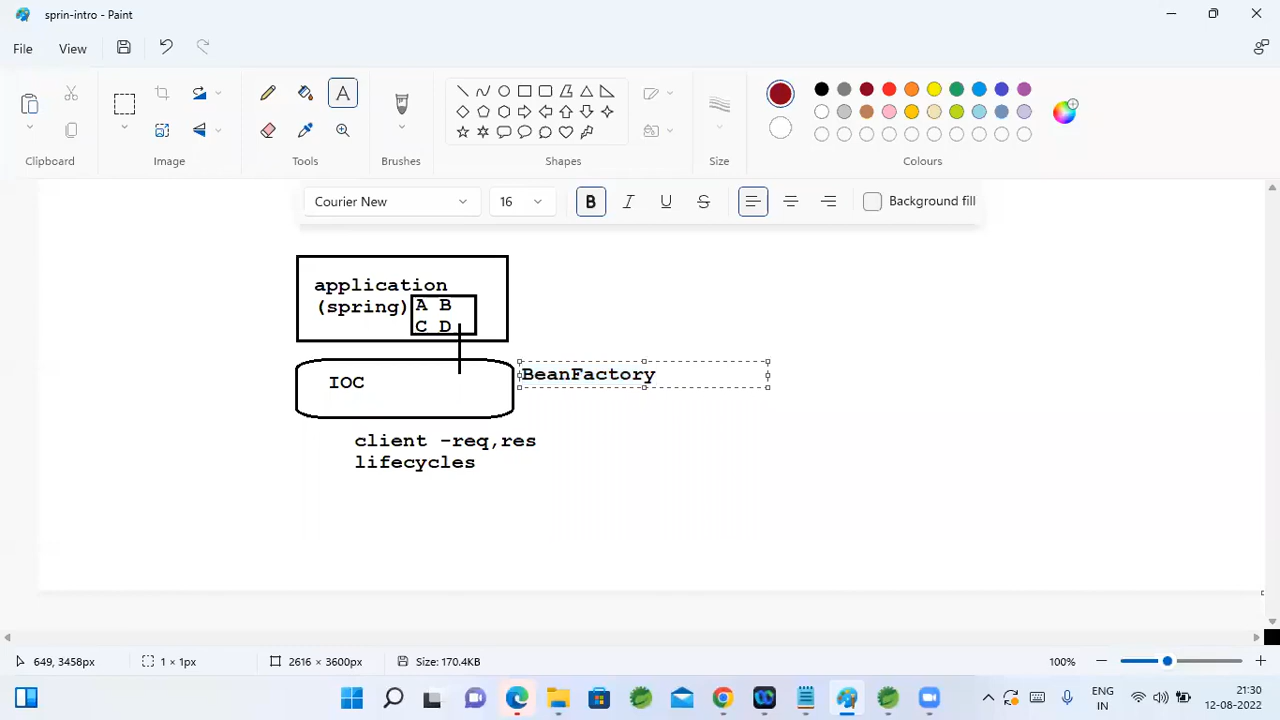 sprin-intro - Paint
File View
Clipboard Image Tools Brushes Shapes Size Colours
A
Courier New 16 B I U S Background fill
application
(spring) A B
C D
IOC
BeanFactory
client -req,res
lifecycles
649, 3458px 1 × 1px 2616 × 3600px Size: 170.4KB 100%
ENG
IN
21:30
12-08-2022